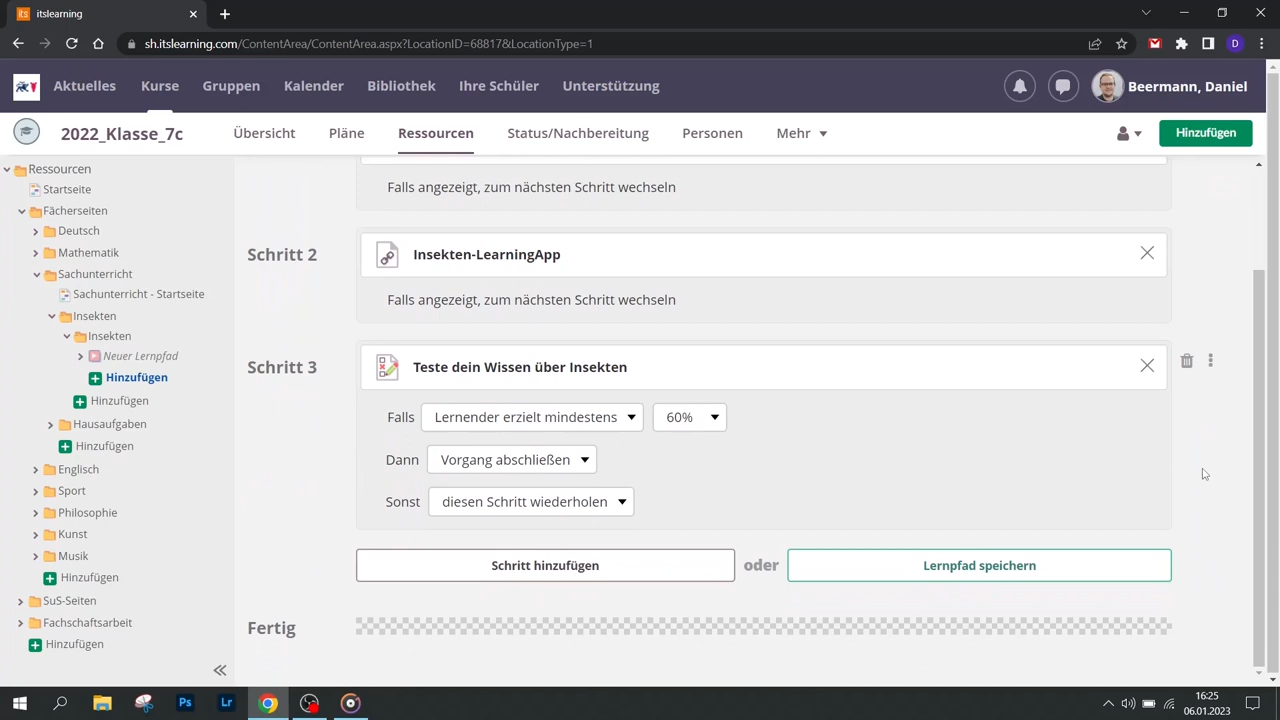 itslearning
sh.itslearning.com/ContentArea/ContentArea.aspx?LocationID=68817&LocationType=1
D
Aktuelles Kurse Gruppen Kalender Bibliothek Ihre Schüler Unterstützung Beermann, Daniel
2022_Klasse_7c Übersicht Pläne Ressourcen Status/Nachbereitung Personen Mehr Hinzufügen
Ressourcen
Startseite
Fächerseiten
Deutsch
Mathematik
Sachunterricht
Sachunterricht - Startseite
Insekten
Insekten
Neuer Lernpfad
Hinzufügen
Hinzufügen
Hausaufgaben
Hinzufügen
Englisch
Sport
Philosophie
Kunst
Musik
Hinzufügen
SuS-Seiten
Fachschaftsarbeit
Hinzufügen
Falls angezeigt, zum nächsten Schritt wechseln
Schritt 2 Insekten-LearningApp
Falls angezeigt, zum nächsten Schritt wechseln
Schritt 3 Teste dein Wissen über Insekten
Falls Lernender erzielt mindestens 60%
Dann Vorgang abschließen
Sonst diesen Schritt wiederholen
Schritt hinzufügen oder Lernpfad speichern
Fertig
Ps Lr
16:25
06.01.2023